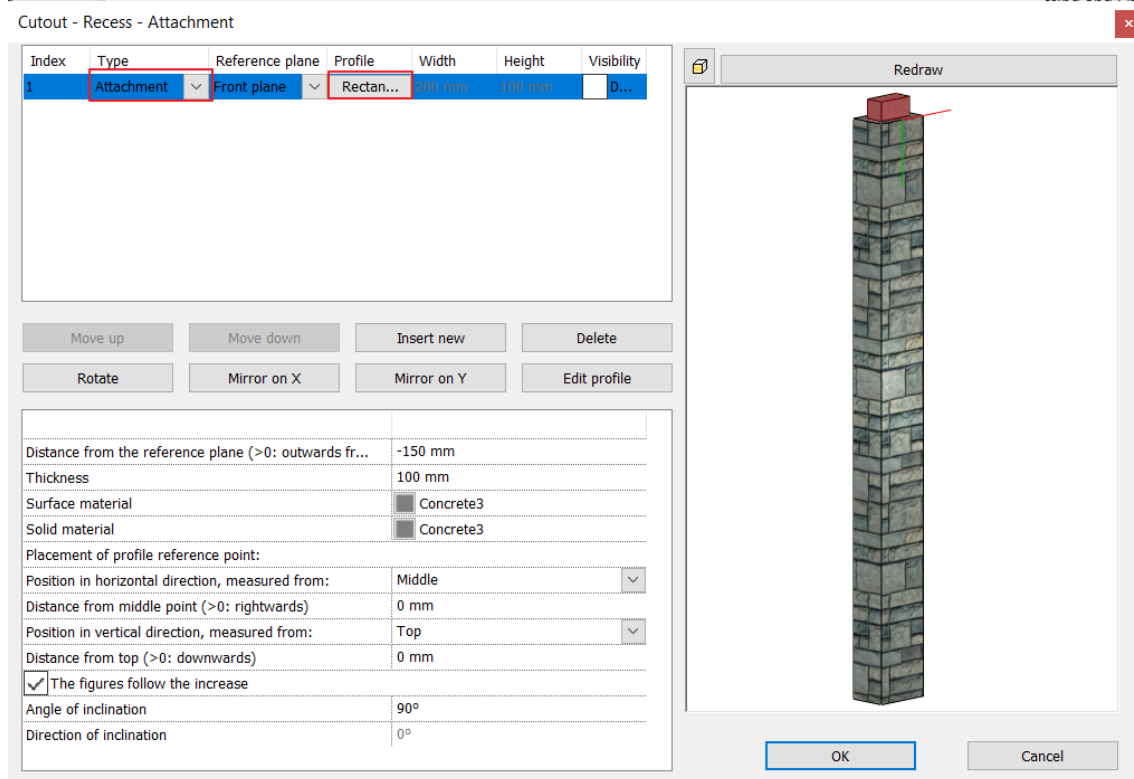 Cutout - Recess - Attachment
Index Type Reference plane Profile Width Height Visibility
1 Attachment Front plane Rectan... 200 mm 100 mm D...
Redraw
Move up Move down Insert new Delete
Rotate Mirror on X Mirror on Y Edit profile
Distance from the reference plane (>0: outwards fr... -150 mm
Thickness 100 mm
Surface material Concrete3
Solid material Concrete3
Placement of profile reference point:
Position in horizontal direction, measured from: Middle
Distance from middle point (>0: rightwards) 0 mm
Position in vertical direction, measured from: Top
Distance from top (>0: downwards) 0 mm
The figures follow the increase
Angle of inclination 90º
Direction of inclination 0º
OK Cancel